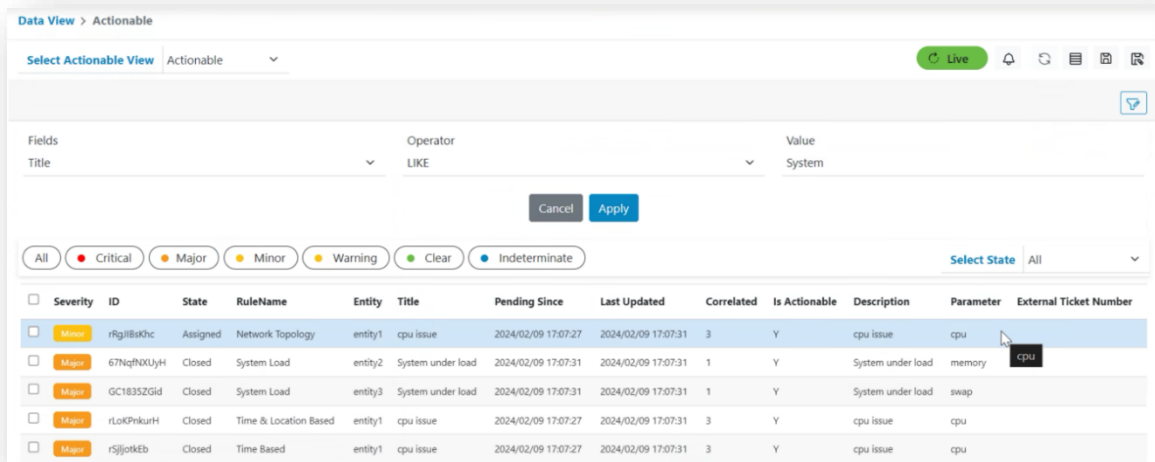 Data View > Actionable
Select Actionable View Actionable Live
Fields Operator Value
Title LIKE System
Cancel Apply
All Critical Major Minor Warning Clear Indeterminate Select State All
Severity ID State RuleName Entity Title Pending Since Last Updated Correlated Is Actionable Description Parameter External Ticket Number
Minor rRgJIBsKhc Assigned Network Topology entity1 cpu issue 2024/02/09 17:07:27 2024/02/09 17:07:31 3 Y cpu issue cpu
cpu
Major 67NqfNXUyH Closed System Load entity2 System under load 2024/02/09 17:07:31 2024/02/09 17:07:31 1 Y System under load memory
Major GC1835ZGid Closed System Load entity3 System under load 2024/02/09 17:07:31 2024/02/09 17:07:31 1 Y System under load swap
Major rLoKPnkurH Closed Time & Location Based entity1 cpu issue 2024/02/09 17:07:27 2024/02/09 17:07:31 3 Y cpu issue cpu
Major rSjljotkEb Closed Time Based entity1 cpu issue 2024/02/09 17:07:27 2024/02/09 17:07:31 3 Y cpu issue cpu